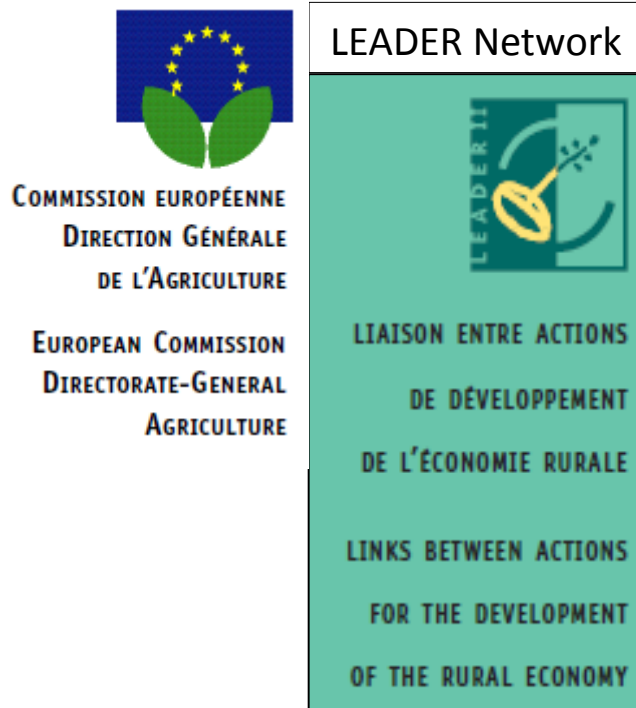 COMMISSION EUROPÉENNE
DIRECTION GÉNÉRALE
DE L'AGRICULTURE
EUROPEAN COMMISSION
DIRECTORATE-GENERAL
AGRICULTURE
LEADER Network
LEADER II
LIAISON ENTRE ACTIONS
DE DÉVELOPPEMENT
DE L'ÉCONOMIE RURALE
LINKS BETWEEN ACTIONS
FOR THE DEVELOPMENT
OF THE RURAL ECONOMY